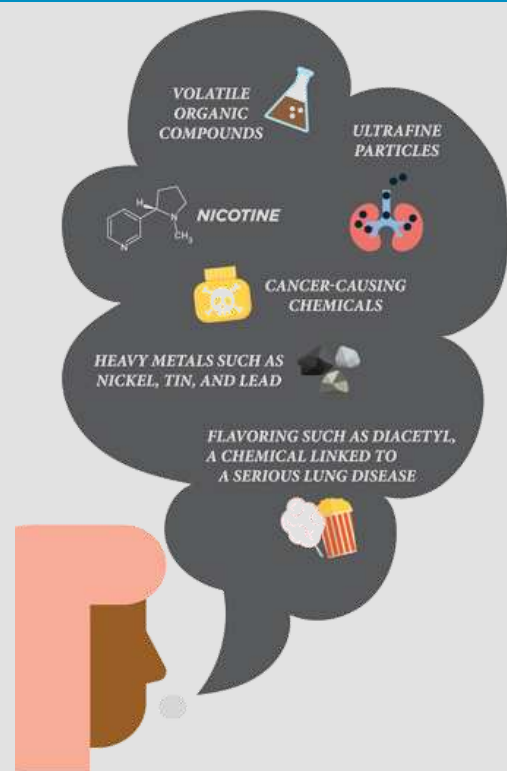 VOLATILE
ORGANIC
COMPOUNDS
ULTRAFINE
PARTICLES
H
N
CH3
N
NICOTINE
CANCER-CAUSING
CHEMICALS
HEAVY METALS SUCH AS
NICKEL, TIN, AND LEAD
FLAVORING SUCH AS DIACETYL,
A CHEMICAL LINKED TO
A SERIOUS LUNG DISEASE